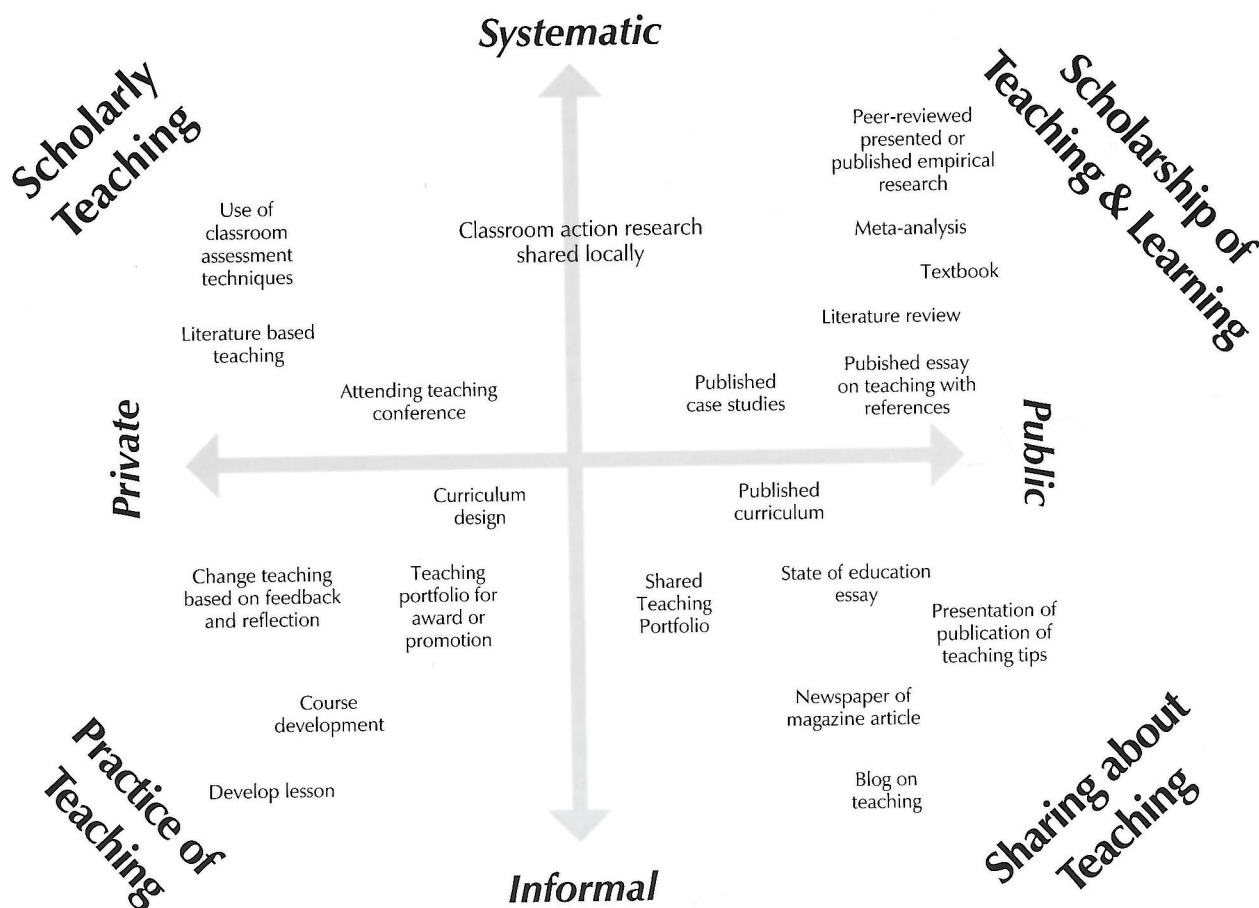 Systematic
Scholarly
Teaching
Scholarship of
Teaching & Learning
Peer-reviewed
presented or
published empirical
research
Use of
classroom
assessment
techniques
Classroom action research
shared locally
Meta-analysis
Textbook
Literature review
Literature based
teaching
Attending teaching
conference
Published
case studies
Pubished essay
on teaching with
references
Private
Public
Curriculum
design
Published
curriculum
Change teaching
based on feedback
and reflection
Teaching
portfolio for
award or
promotion
Shared
Teaching
Portfolio
State of education
essay
Presentation of
publication of
teaching tips
Course
development
Newspaper of
magazine article
Develop lesson
Blog on
teaching
Practice of
Teaching
Sharing about
Teaching
Informal